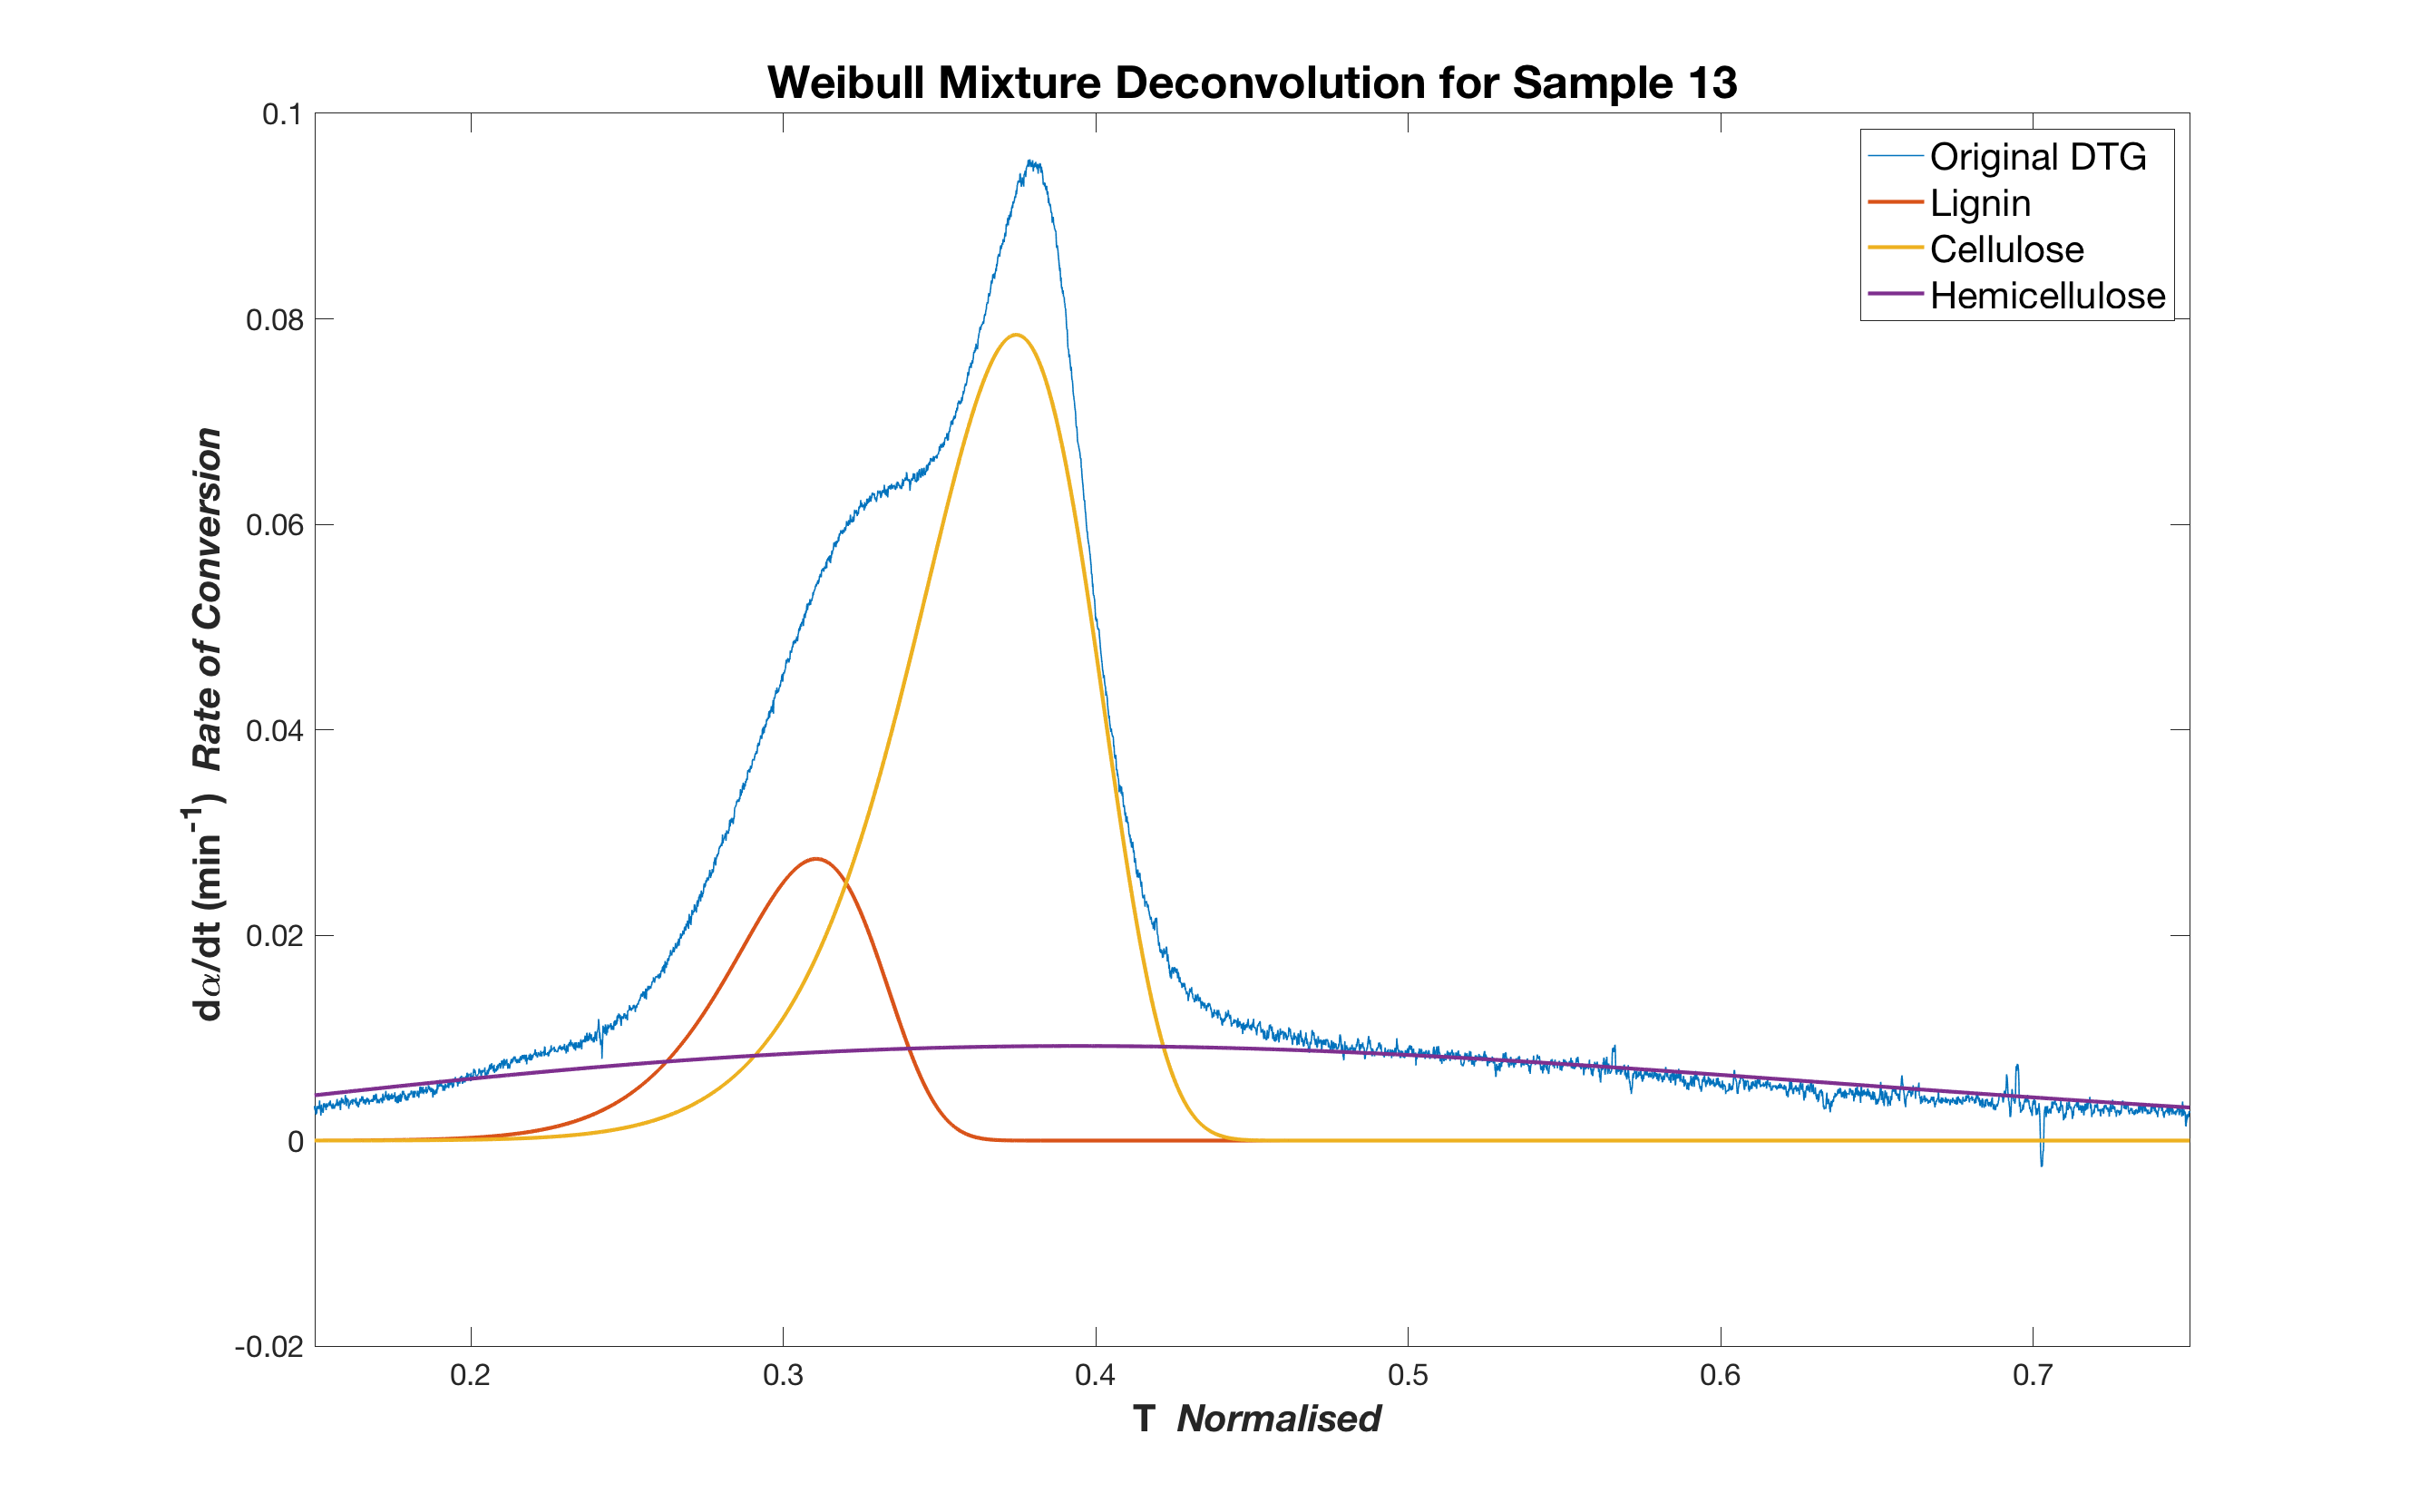 Weibull Mixture Deconvolution for Sample 13
0.1
0.08
0.06
0.04
0.02
0
-0.02
dα/dt (min⁻¹) Rate of Conversion
Original DTG
Lignin
Cellulose
Hemicellulose
0.2 0.3 0.4 0.5 0.6 0.7
T Normalised